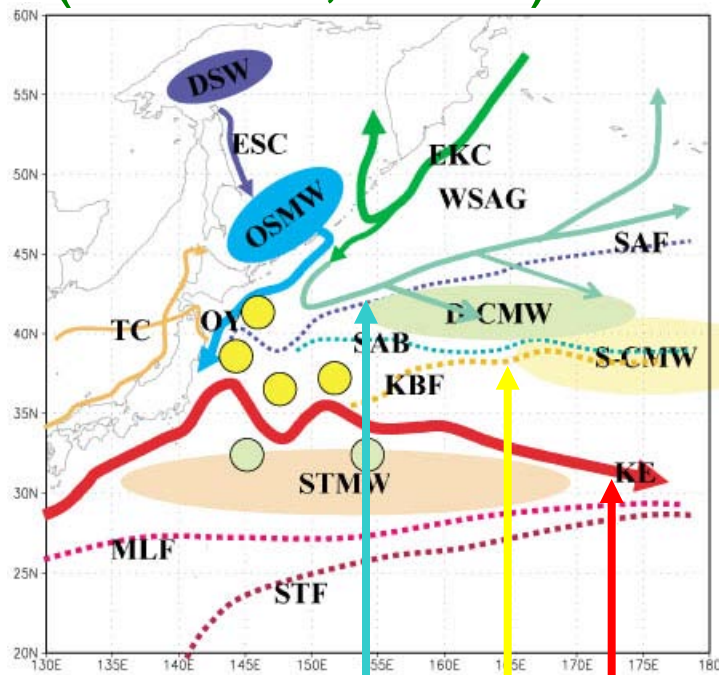 60N
DSW
55N
ESC
EKC
50N
WSAG
OSMW
SAF
45N
TC
OY
D-CMW
40N
SAB
S-CMW
KBF
35N
KE
STMW
30N
MLF
STF
25N
20N
130E 135E 140E 145E 150E 155E 160E 165E 170E 175E 180